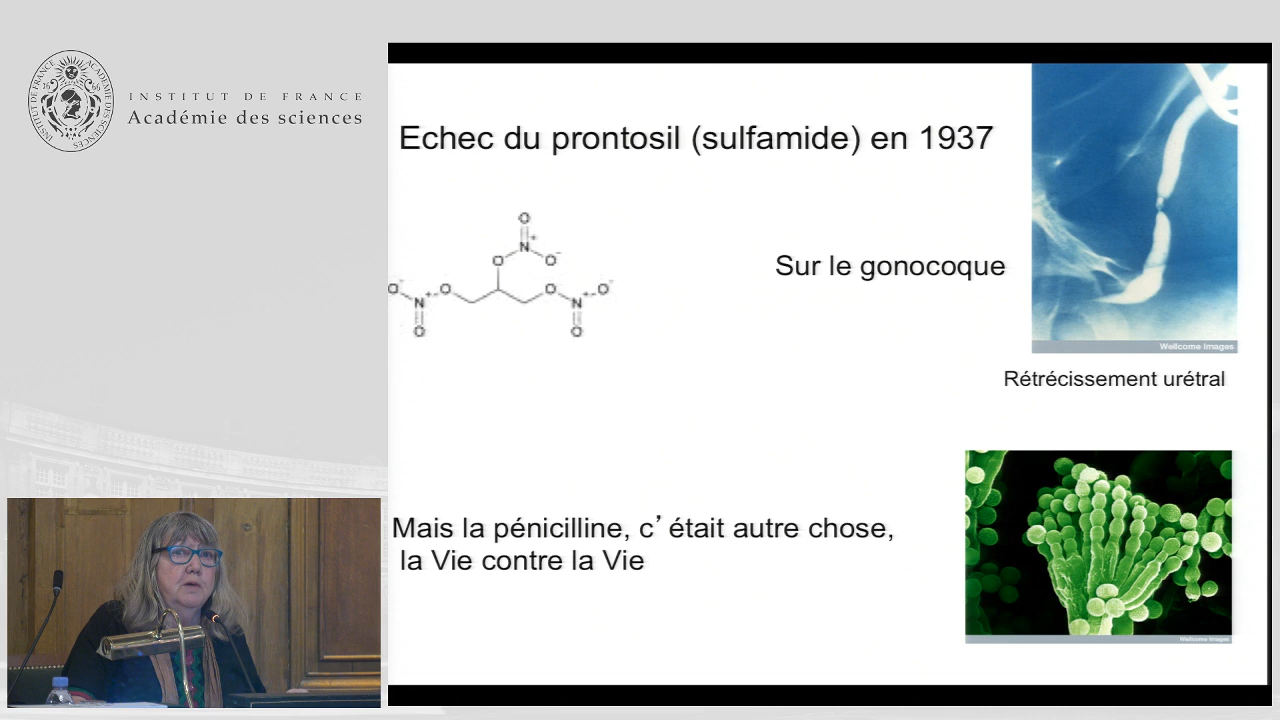 INSTITUT DE FRANCE
Académie des sciences
Echec du prontosil (sulfamide) en 1937
Sur le gonocoque
Wellcome Images
Rétrécissement urétral
Mais la pénicilline, c’était autre chose,
la Vie contre la Vie
Wellcome Images